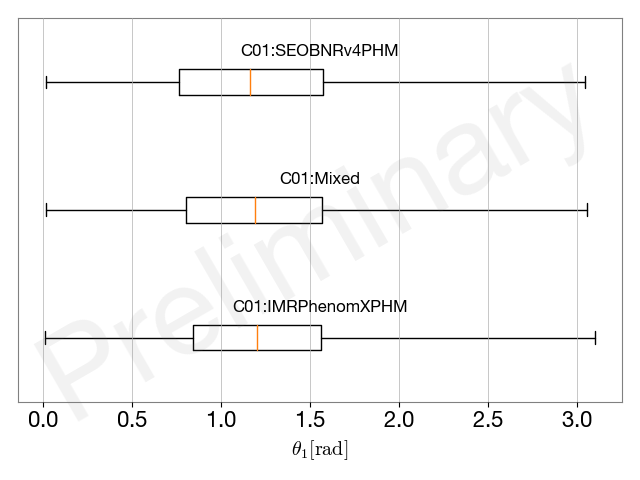 C01:SEOBNRv4PHM
C01:Mixed
C01:IMRPhenomXPHM
Preliminary
0.0 0.5 1.0 1.5 2.0 2.5 3.0
θ₁[rad]